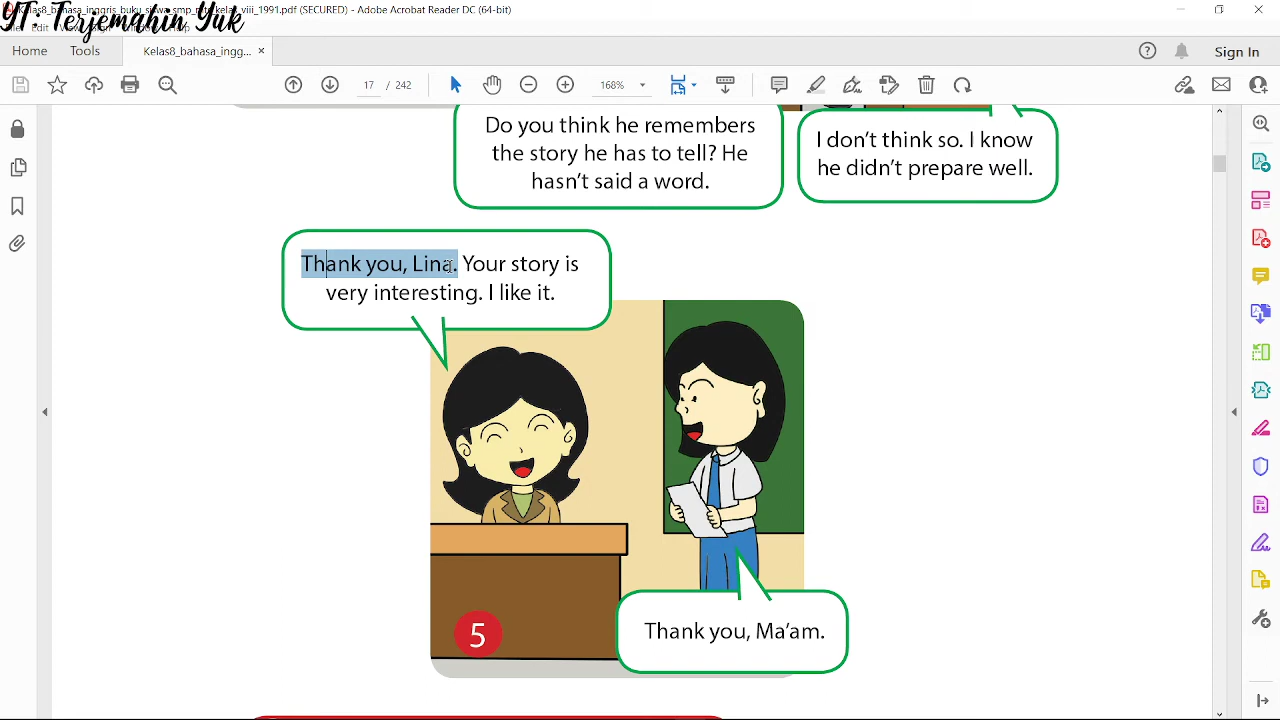 YT: Terjemahin Yuk
(SECURED) - Adobe Acrobat Reader DC (64-bit)
Home
Tools
Kelas8_bahasa_ingg...
Sign In
17 / 242
168%
Do you think he remembers
the story he has to tell? He
hasn't said a word.
I don't think so. I know
he didn't prepare well.
Thank you, Lina. Your story is
very interesting. I like it.
5
Thank you, Ma'am.